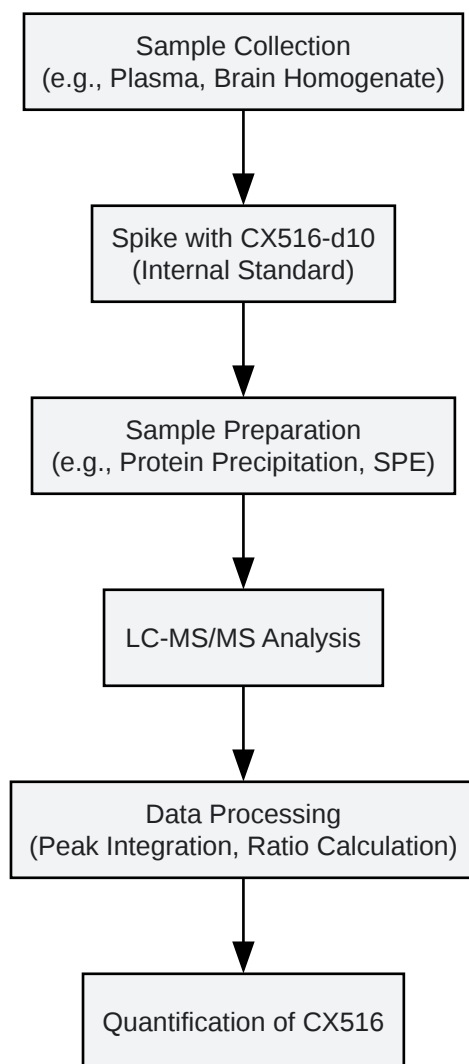 Sample Collection
(e.g., Plasma, Brain Homogenate)
Spike with CX516-d10
(Internal Standard)
Sample Preparation
(e.g., Protein Precipitation, SPE)
LC-MS/MS Analysis
Data Processing
(Peak Integration, Ratio Calculation)
Quantification of CX516